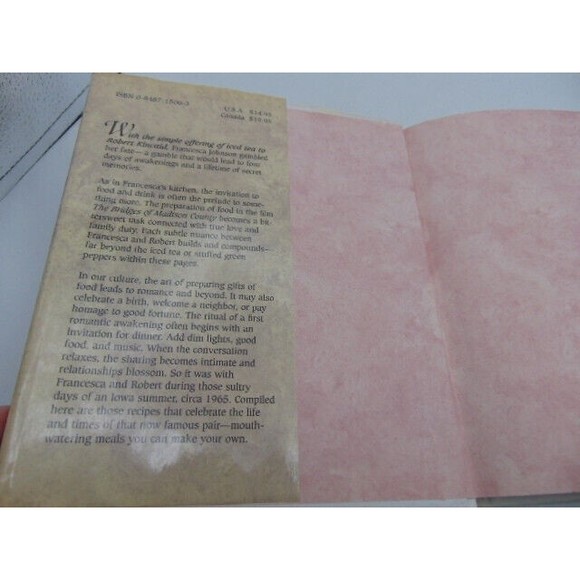 ISBN 0-8487-1500-3
U.S.A. $14.95
Canada $19.95
With the simple offering of iced tea to
Robert Kincaid, Francesca Johnson gambled
her fate—a gamble that would lead to four
days of awakenings and a lifetime of secret
memories.
As in Francesca's kitchen, the invitation to
food and drink is often the prelude to some-
thing more. The preparation of food in the film
The Bridges of Madison County becomes a bit-
tersweet task connected with true love and
family duty. Each subtle nuance between
Francesca and Robert builds and compounds—
far beyond the iced tea or stuffed green
peppers within these pages.
In our culture, the art of preparing gifts of
food leads to romance and beyond. It may also
celebrate a birth, welcome a neighbor, or pay
homage to good fortune. The ritual of a first
romantic awakening often begins with an
invitation for dinner. Add dim lights, good
food, and music. When the conversation
relaxes, the sharing becomes intimate and
relationships blossom. So it was with
Francesca and Robert during those sultry
days of an Iowa summer, circa 1965. Compiled
here are those recipes that celebrate the life
and times of that now famous pair—mouth-
watering meals you can make your own.